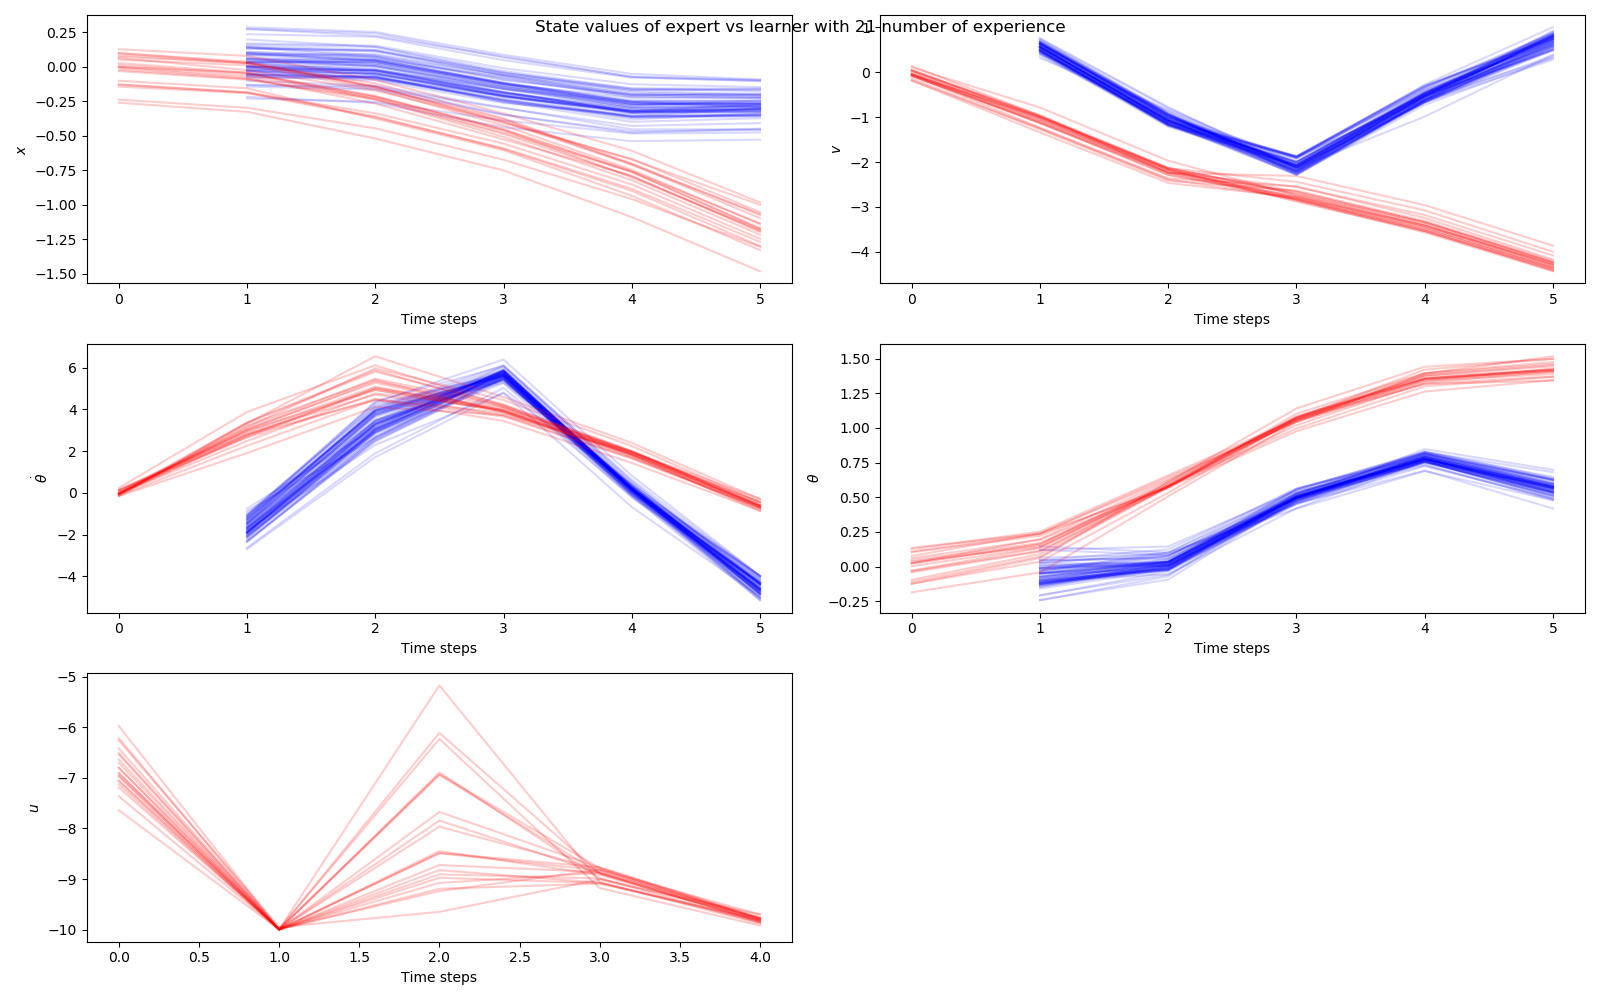 State values of expert vs learner with 21 number of experience
0.25
0.00
−0.25
−0.50
−0.75
−1.00
−1.25
−1.50
x
0 1 2 3 4 5
Time steps
1
0
−1
−2
−3
−4
v
0 1 2 3 4 5
Time steps
6
4
2
0
−2
−4
θ̇
0 1 2 3 4 5
Time steps
1.50
1.25
1.00
0.75
0.50
0.25
0.00
−0.25
θ
0 1 2 3 4 5
Time steps
−5
−6
−7
−8
−9
−10
u
0.0 0.5 1.0 1.5 2.0 2.5 3.0 3.5 4.0
Time steps